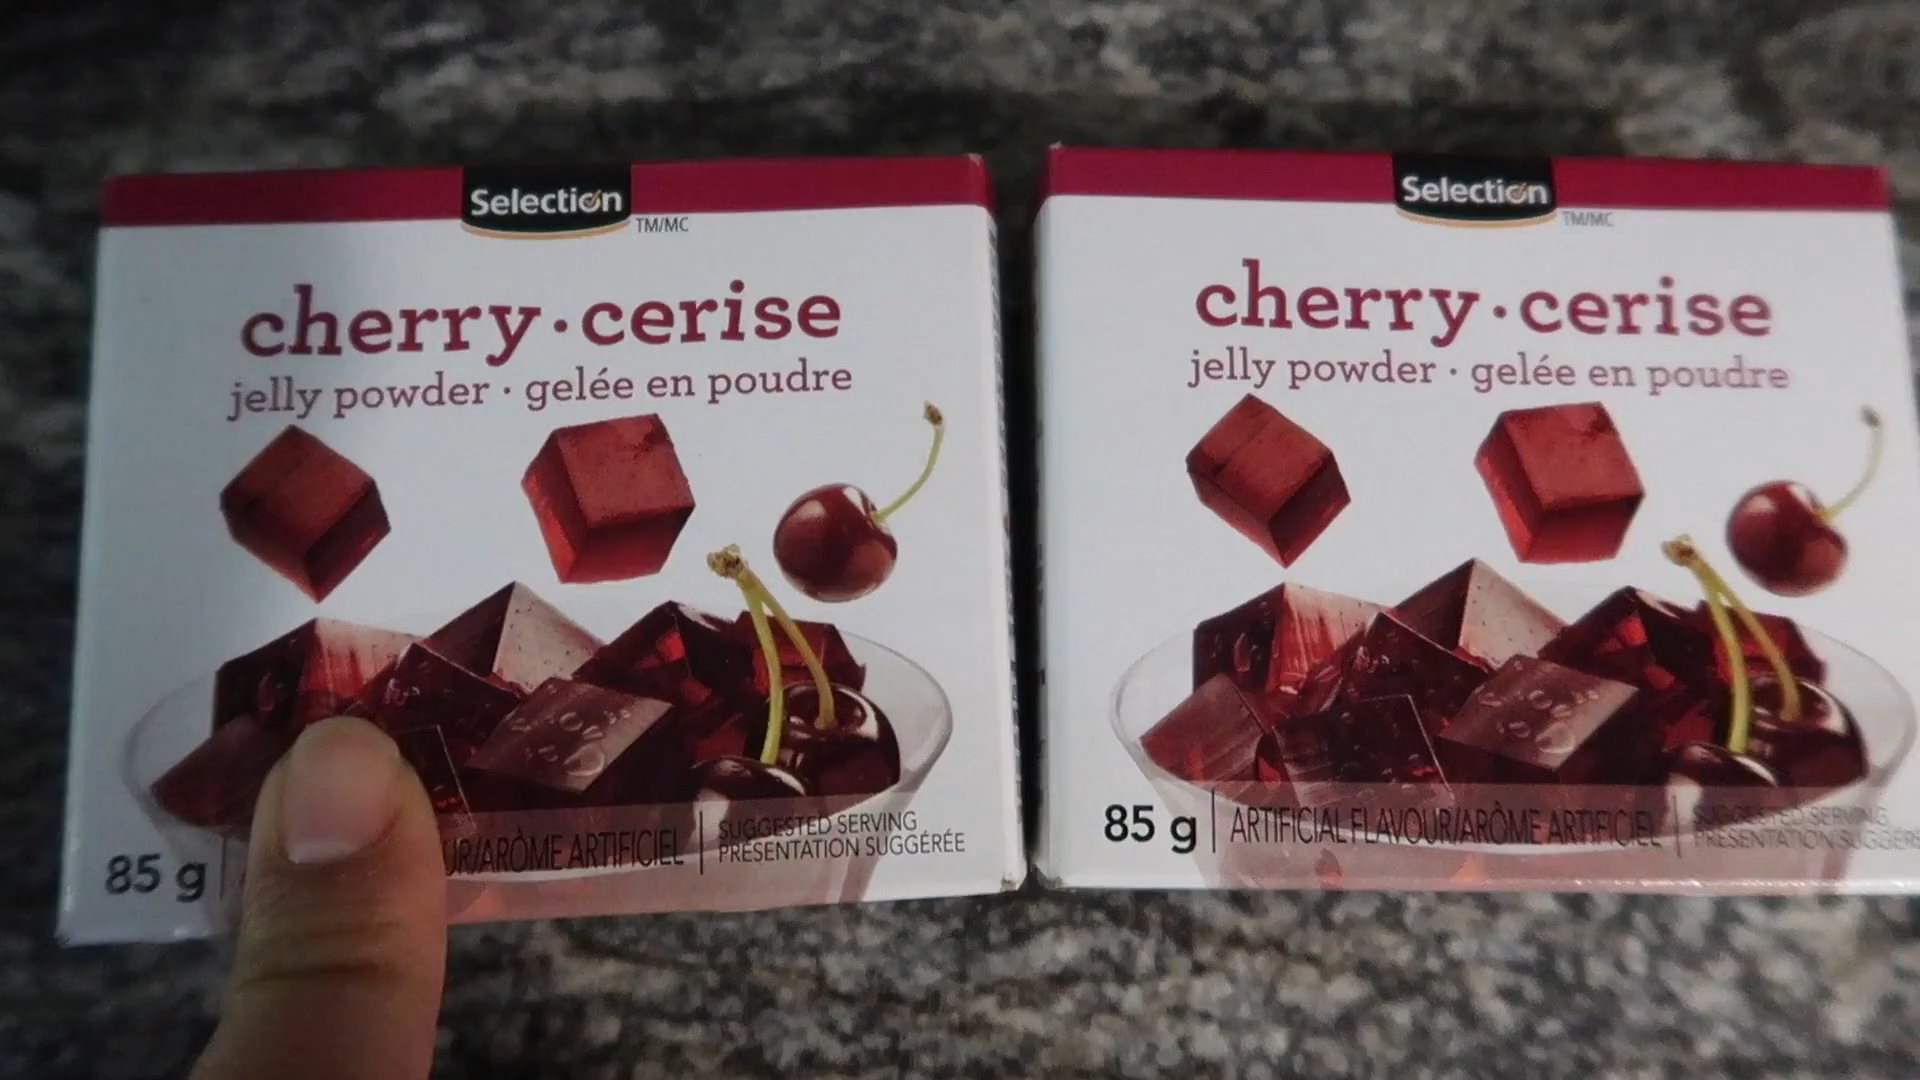 Selection
TM/MC
cherry · cerise
jelly powder · gelée en poudre
85 g
UR/ARÔME ARTIFICIEL
SUGGESTED SERVING
PRÉSENTATION SUGGÉRÉE
Selection
TM/MC
cherry · cerise
jelly powder · gelée en poudre
85 g
ARTIFICIAL FLAVOUR/ARÔME ARTIFICIEL
SUGGESTED SERVING
PRÉSENTATION SUGGÉRÉE